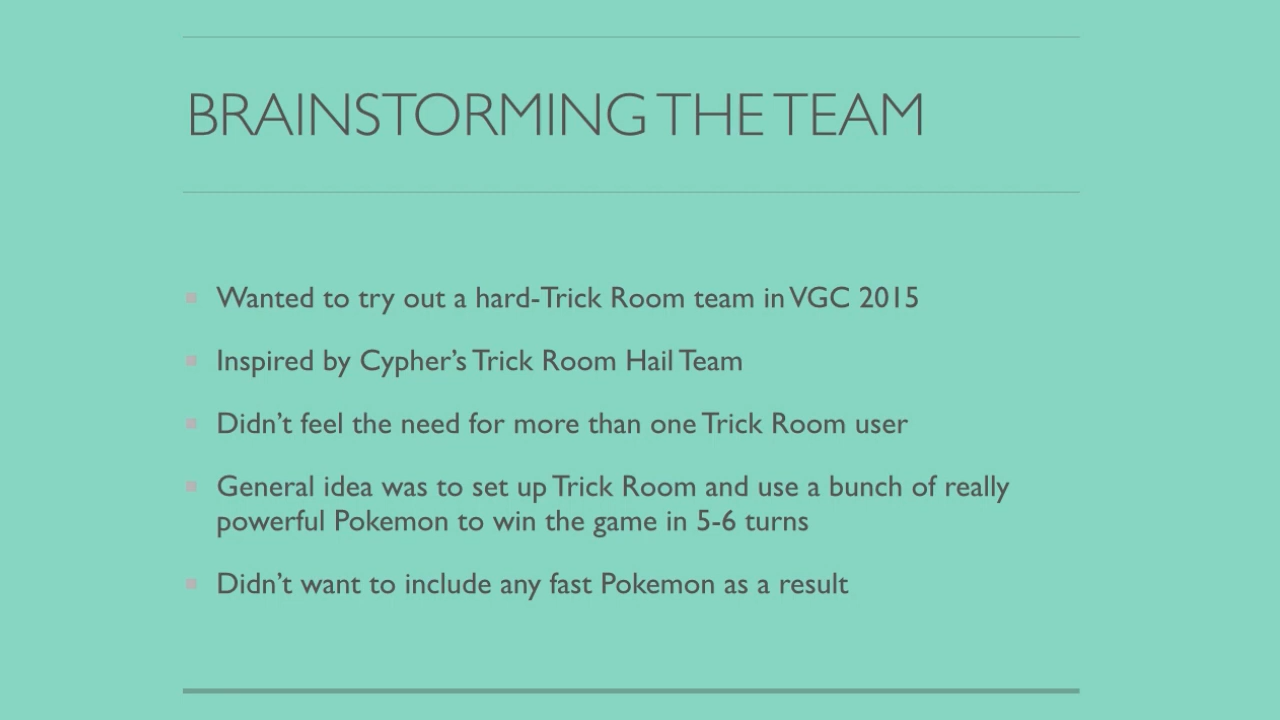 BRAINSTORMING THE TEAM
Wanted to try out a hard-Trick Room team in VGC 2015
Inspired by Cypher’s Trick Room Hail Team
Didn’t feel the need for more than one Trick Room user
General idea was to set up Trick Room and use a bunch of really
powerful Pokemon to win the game in 5-6 turns
Didn’t want to include any fast Pokemon as a result